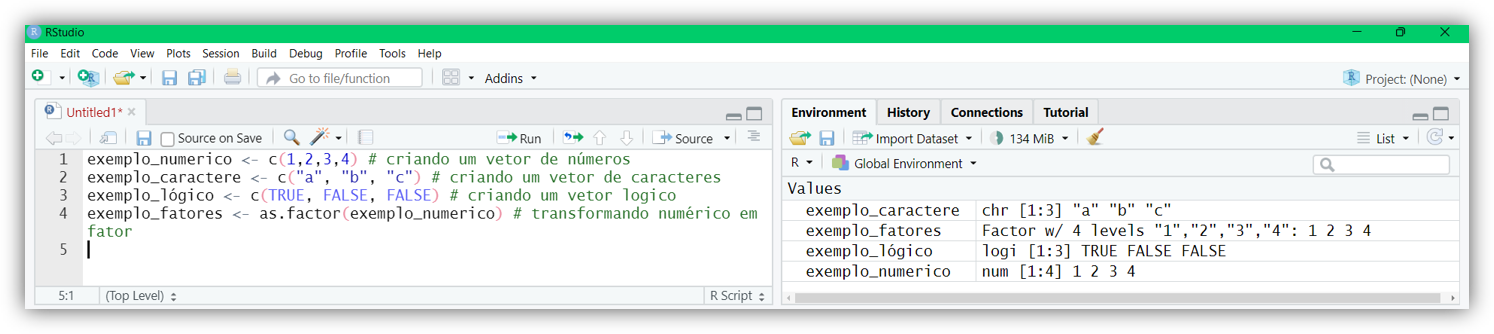 RStudio
File Edit Code View Plots Session Build Debug Profile Tools Help
Go to file/function Addins Project: (None)
Untitled1*
Source on Save Run Source
1 exemplo_numerico <- c(1,2,3,4) # criando um vetor de números
2 exemplo_caractere <- c("a", "b", "c") # criando um vetor de caracteres
3 exemplo_lógico <- c(TRUE, FALSE, FALSE) # criando um vetor logico
4 exemplo_fatores <- as.factor(exemplo_numerico) # transformando numérico em
fator
5
5:1 (Top Level) R Script
Environment History Connections Tutorial
Import Dataset 134 MiB List
R Global Environment
Values
exemplo_caractere chr [1:3] "a" "b" "c"
exemplo_fatores Factor w/ 4 levels "1","2","3","4": 1 2 3 4
exemplo_lógico logi [1:3] TRUE FALSE FALSE
exemplo_numerico num [1:4] 1 2 3 4